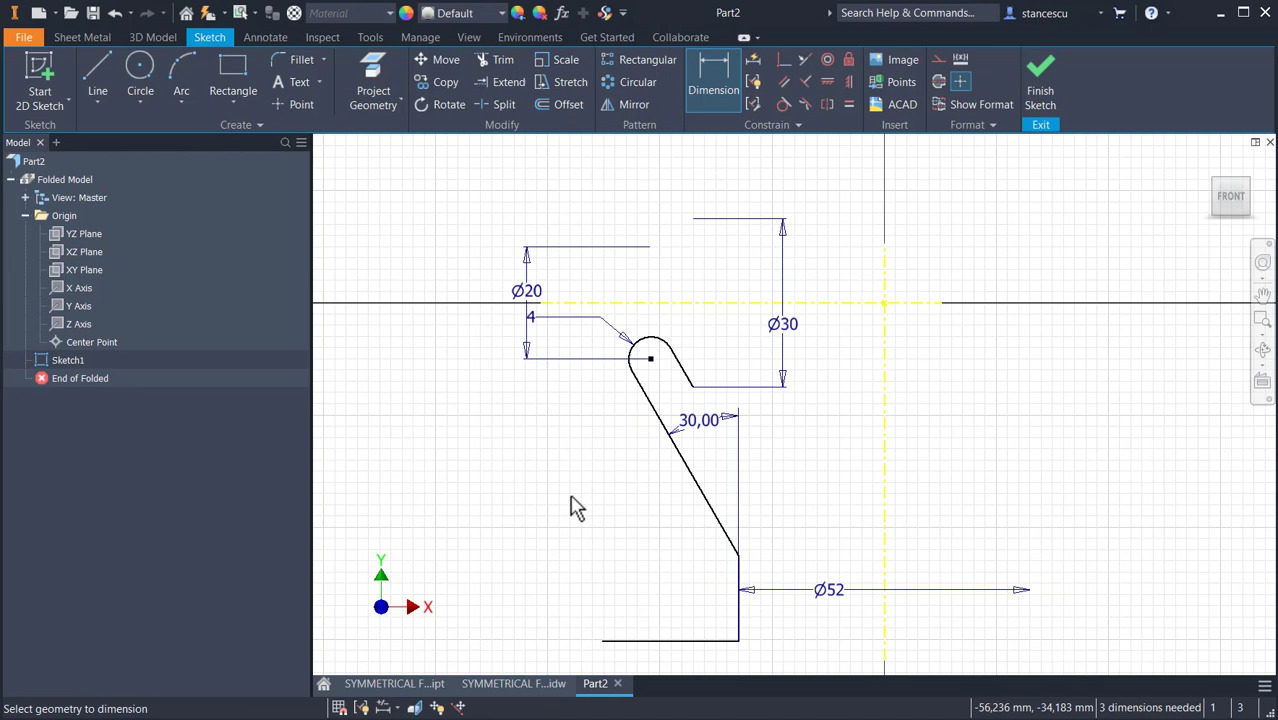 Material
Default
Part2
Search Help & Commands...
stancescu
File
Sheet Metal
3D Model
Sketch
Annotate
Inspect
Tools
Manage
View
Environments
Get Started
Collaborate
Start
2D Sketch
Line
Circle
Arc
Rectangle
Fillet
Text
Point
Project
Geometry
Move
Copy
Rotate
Trim
Extend
Split
Scale
Stretch
Offset
Rectangular
Circular
Mirror
Dimension
Image
Points
ACAD
Show Format
Finish
Sketch
Sketch
Create
Modify
Pattern
Constrain
Insert
Format
Exit
Model
Part2
Folded Model
View: Master
Origin
YZ Plane
XZ Plane
XY Plane
X Axis
Y Axis
Z Axis
Center Point
Sketch1
End of Folded
FRONT
Ø20
4
Ø30
30,00
Ø52
Y
X
SYMMETRICAL F...ipt
SYMMETRICAL F...idw
Part2
Select geometry to dimension
-56,236 mm, -34,183 mm
3 dimensions needed
1
3